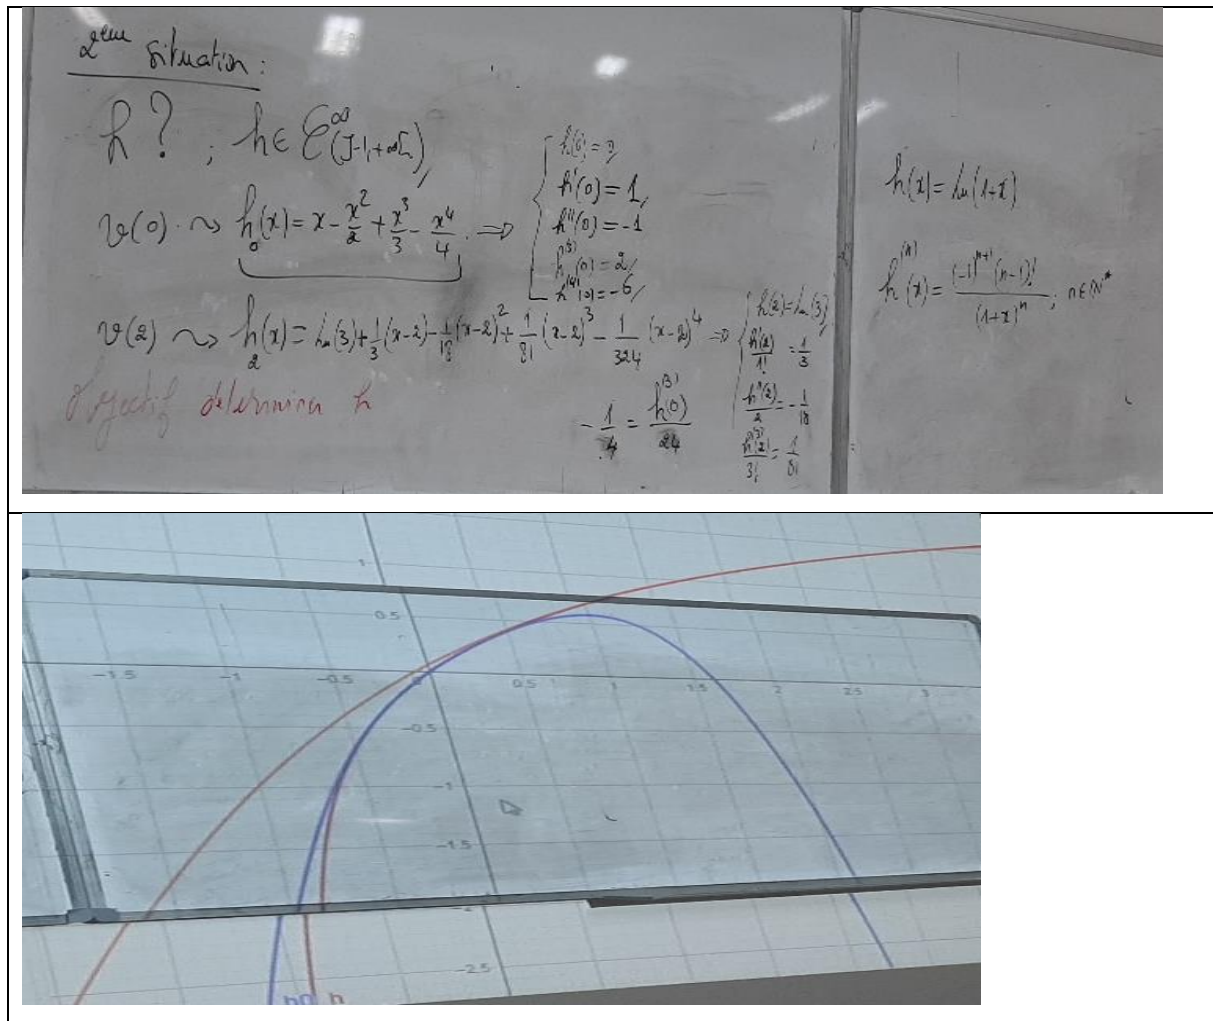 2ème situation :
h ? , h ∈ C^∞(]-1, +∞[),
v(0) ⤳ h₀(x) = x - x²/2 + x³/3 - x⁴/4 . ⇒
h(0) = 0,
h'(0) = 1,
h''(0) = -1
h⁽³⁾(0) = 2,
h⁽⁴⁾(0) = -6,
v(2) ⤳ h₂(x) = ln(3) + 1/3 (x-2) - 1/18 (x-2)² + 1/81 (x-2)³ - 1/324 (x-2)⁴ ⇒
h(2) = ln(3)
h'(2)/1! = 1/3
h''(2)/2 = -1/18
h⁽³⁾(2)/3! = 1/81
Objectif determiner h
-1/4 = h⁽³⁾(0)/24
h(x) = ln(1+x)
h⁽ⁿ⁾(x) = (-1)ⁿ⁺¹ (n-1)! / (1+x)ⁿ ; n ∈ ℕ*
1
0.5
-1.5 -1 -0.5 0 0.5 1 1.5 2 2.5 3
-0.5
-1
-1.5
-2
-2.5
h0 h